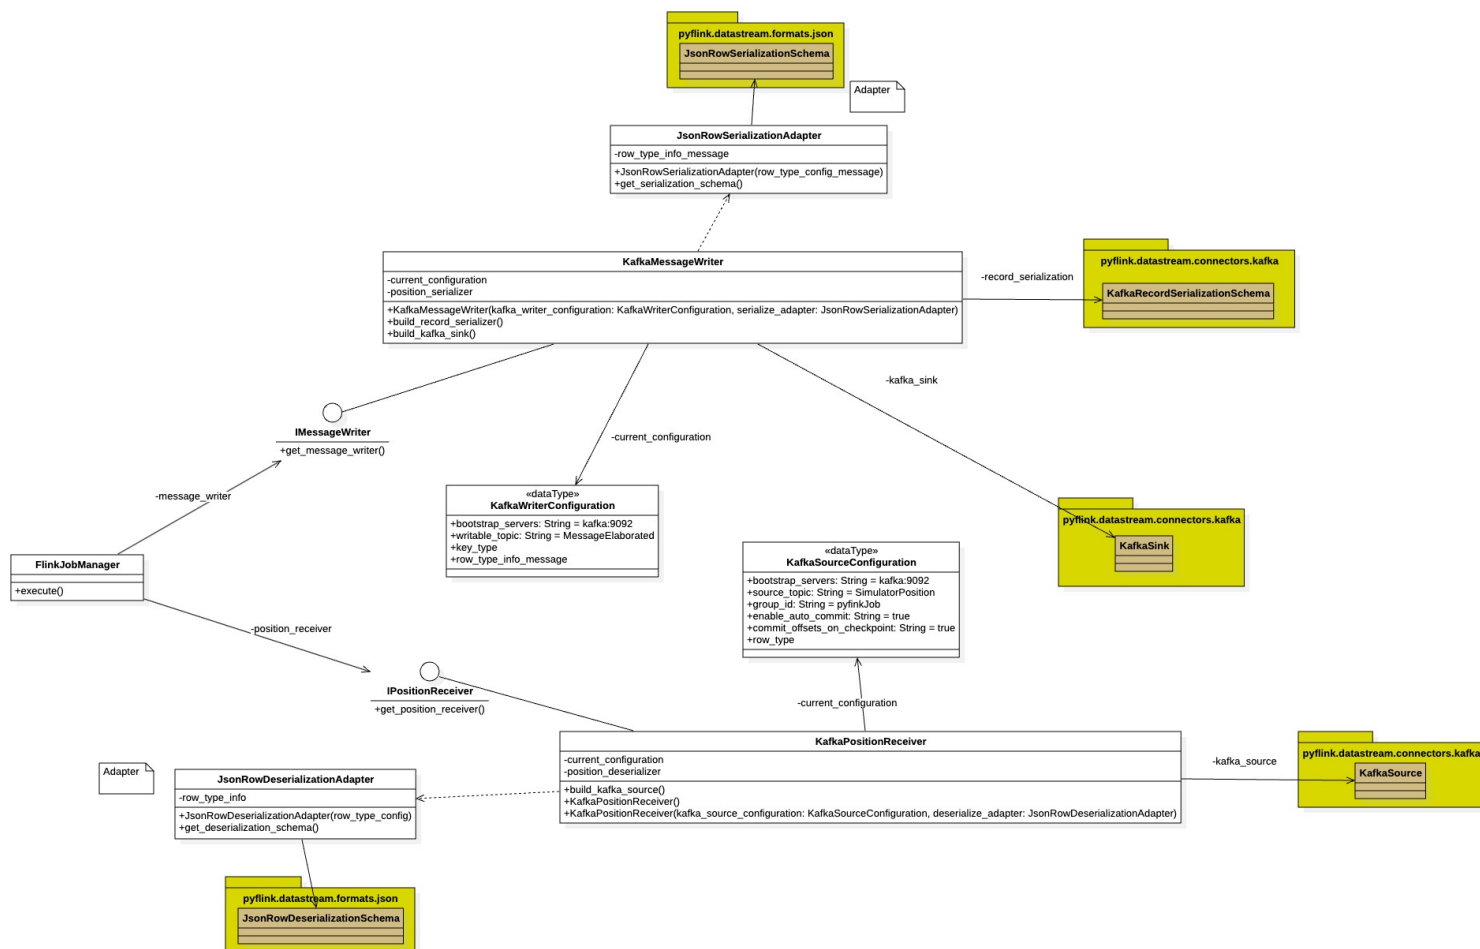 pyflink.datastream.formats.json
JsonRowSerializationSchema
Adapter
JsonRowSerializationAdapter
-row_type_info_message
+JsonRowSerializationAdapter(row_type_config_message)
+get_serialization_schema()
KafkaMessageWriter
-current_configuration
-position_serializer
+KafkaMessageWriter(kafka_writer_configuration: KafkaWriterConfiguration, serialize_adapter: JsonRowSerializationAdapter)
+build_record_serializer()
+build_kafka_sink()
-record_serialization
pyflink.datastream.connectors.kafka
KafkaRecordSerializationSchema
-kafka_sink
IMessageWriter
+get_message_writer()
-current_configuration
-message_writer
«dataType»
KafkaWriterConfiguration
+bootstrap_servers: String = kafka:9092
+writable_topic: String = MessageElaborated
+key_type
+row_type_info_message
pyflink.datastream.connectors.kafka
KafkaSink
FlinkJobManager
+execute()
«dataType»
KafkaSourceConfiguration
+bootstrap_servers: String = kafka:9092
+source_topic: String = SimulatorPosition
+group_id: String = pyfinkJob
+enable_auto_commit: String = true
+commit_offsets_on_checkpoint: String = true
+row_type
-position_receiver
IPositionReceiver
+get_position_receiver()
-current_configuration
KafkaPositionReceiver
-current_configuration
-position_deserializer
+build_kafka_source()
+KafkaPositionReceiver()
+KafkaPositionReceiver(kafka_source_configuration: KafkaSourceConfiguration, deserialize_adapter: JsonRowDeserializationAdapter)
-kafka_source
pyflink.datastream.connectors.kafka
KafkaSource
Adapter
JsonRowDeserializationAdapter
-row_type_info
+JsonRowDeserializationAdapter(row_type_config)
+get_deserialization_schema()
pyflink.datastream.formats.json
JsonRowDeserializationSchema